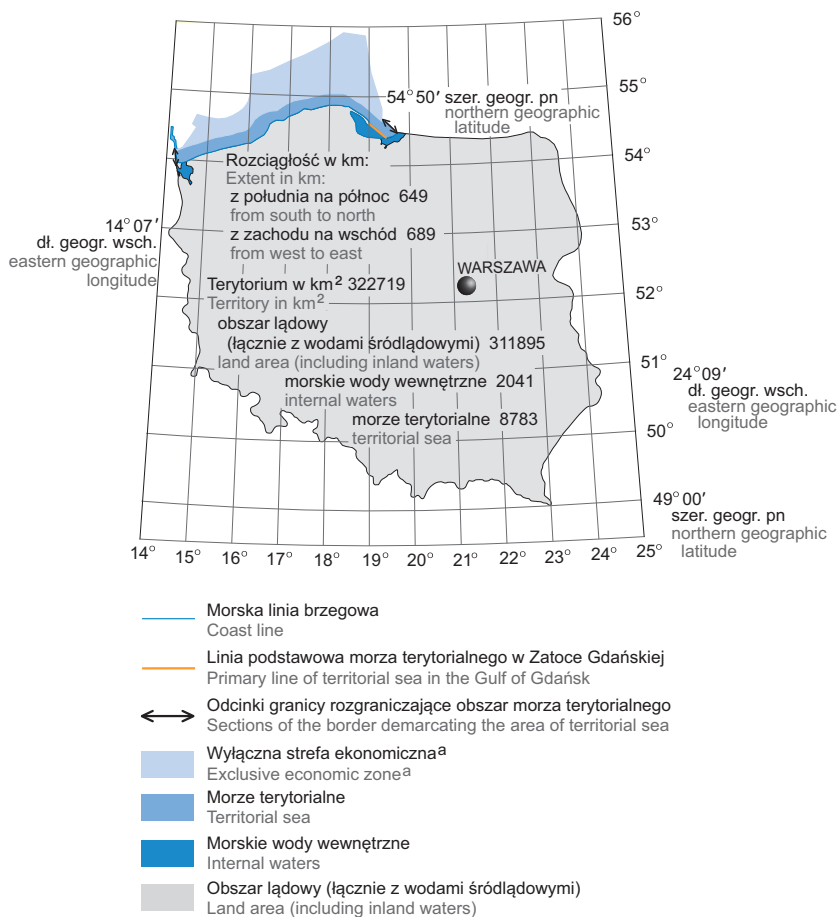 56°
55°
54° 50′ szer. geogr. pn
northern geographic
latitude
54°
Rozciągłość w km:
Extent in km:
z południa na północ 649
from south to north
z zachodu na wschód 689
from west to east
14° 07′
dł. geogr. wsch.
eastern geographic
longitude
53°
WARSZAWA
Terytorium w km² 322719
Territory in km²
52°
obszar lądowy
(łącznie z wodami śródlądowymi) 311895
land area (including inland waters)
51°
morskie wody wewnętrzne 2041
internal waters
24° 09′
dł. geogr. wsch.
eastern geographic
longitude
morze terytorialne 8783
territorial sea
50°
49° 00′
szer. geogr. pn
northern geographic
latitude
14° 15° 16° 17° 18° 19° 20° 21° 22° 23° 24° 25°
Morska linia brzegowa
Coast line
Linia podstawowa morza terytorialnego w Zatoce Gdańskiej
Primary line of territorial sea in the Gulf of Gdańsk
Odcinki granicy rozgraniczające obszar morza terytorialnego
Sections of the border demarcating the area of territorial sea
Wyłączna strefa ekonomiczna a
Exclusive economic zone a
Morze terytorialne
Territorial sea
Morskie wody wewnętrzne
Internal waters
Obszar lądowy (łącznie z wodami śródlądowymi)
Land area (including inland waters)